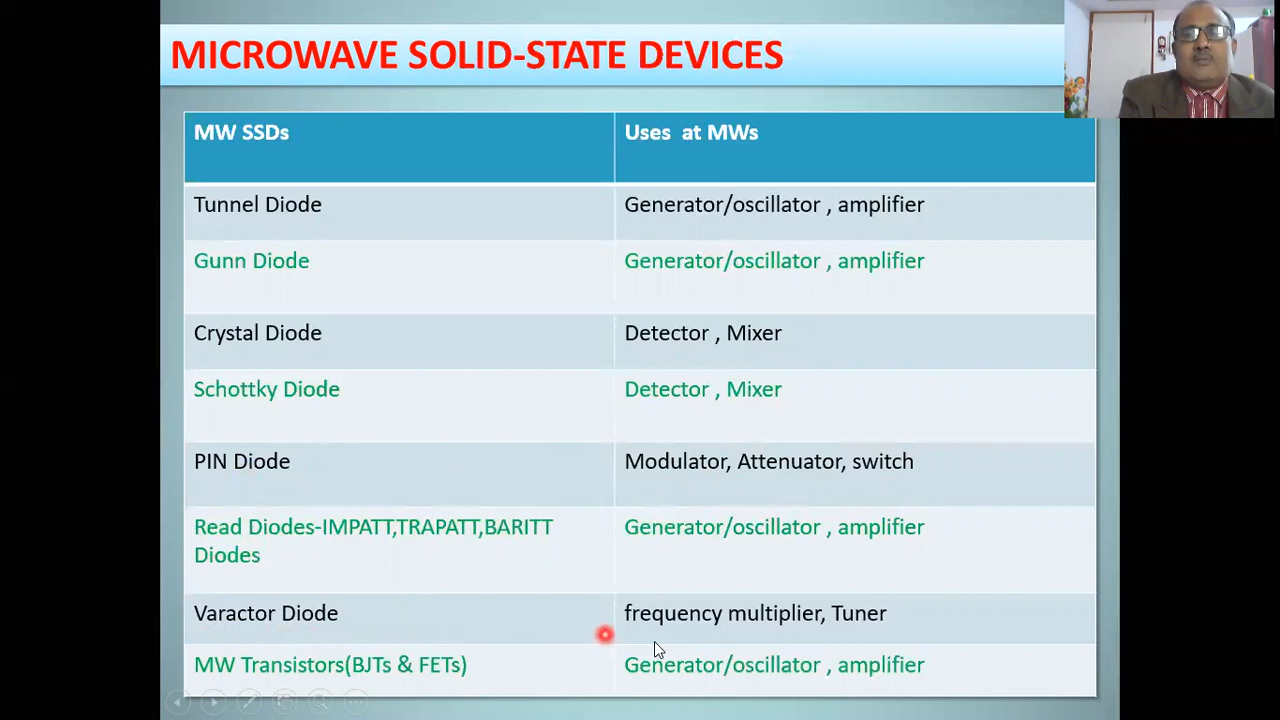 MICROWAVE SOLID-STATE DEVICES
MW SSDs
Uses at MWs
Tunnel Diode
Generator/oscillator , amplifier
Gunn Diode
Generator/oscillator , amplifier
Crystal Diode
Detector , Mixer
Schottky Diode
Detector , Mixer
PIN Diode
Modulator, Attenuator, switch
Read Diodes-IMPATT,TRAPATT,BARITT
Diodes
Generator/oscillator , amplifier
Varactor Diode
frequency multiplier, Tuner
MW Transistors(BJTs & FETs)
Generator/oscillator , amplifier